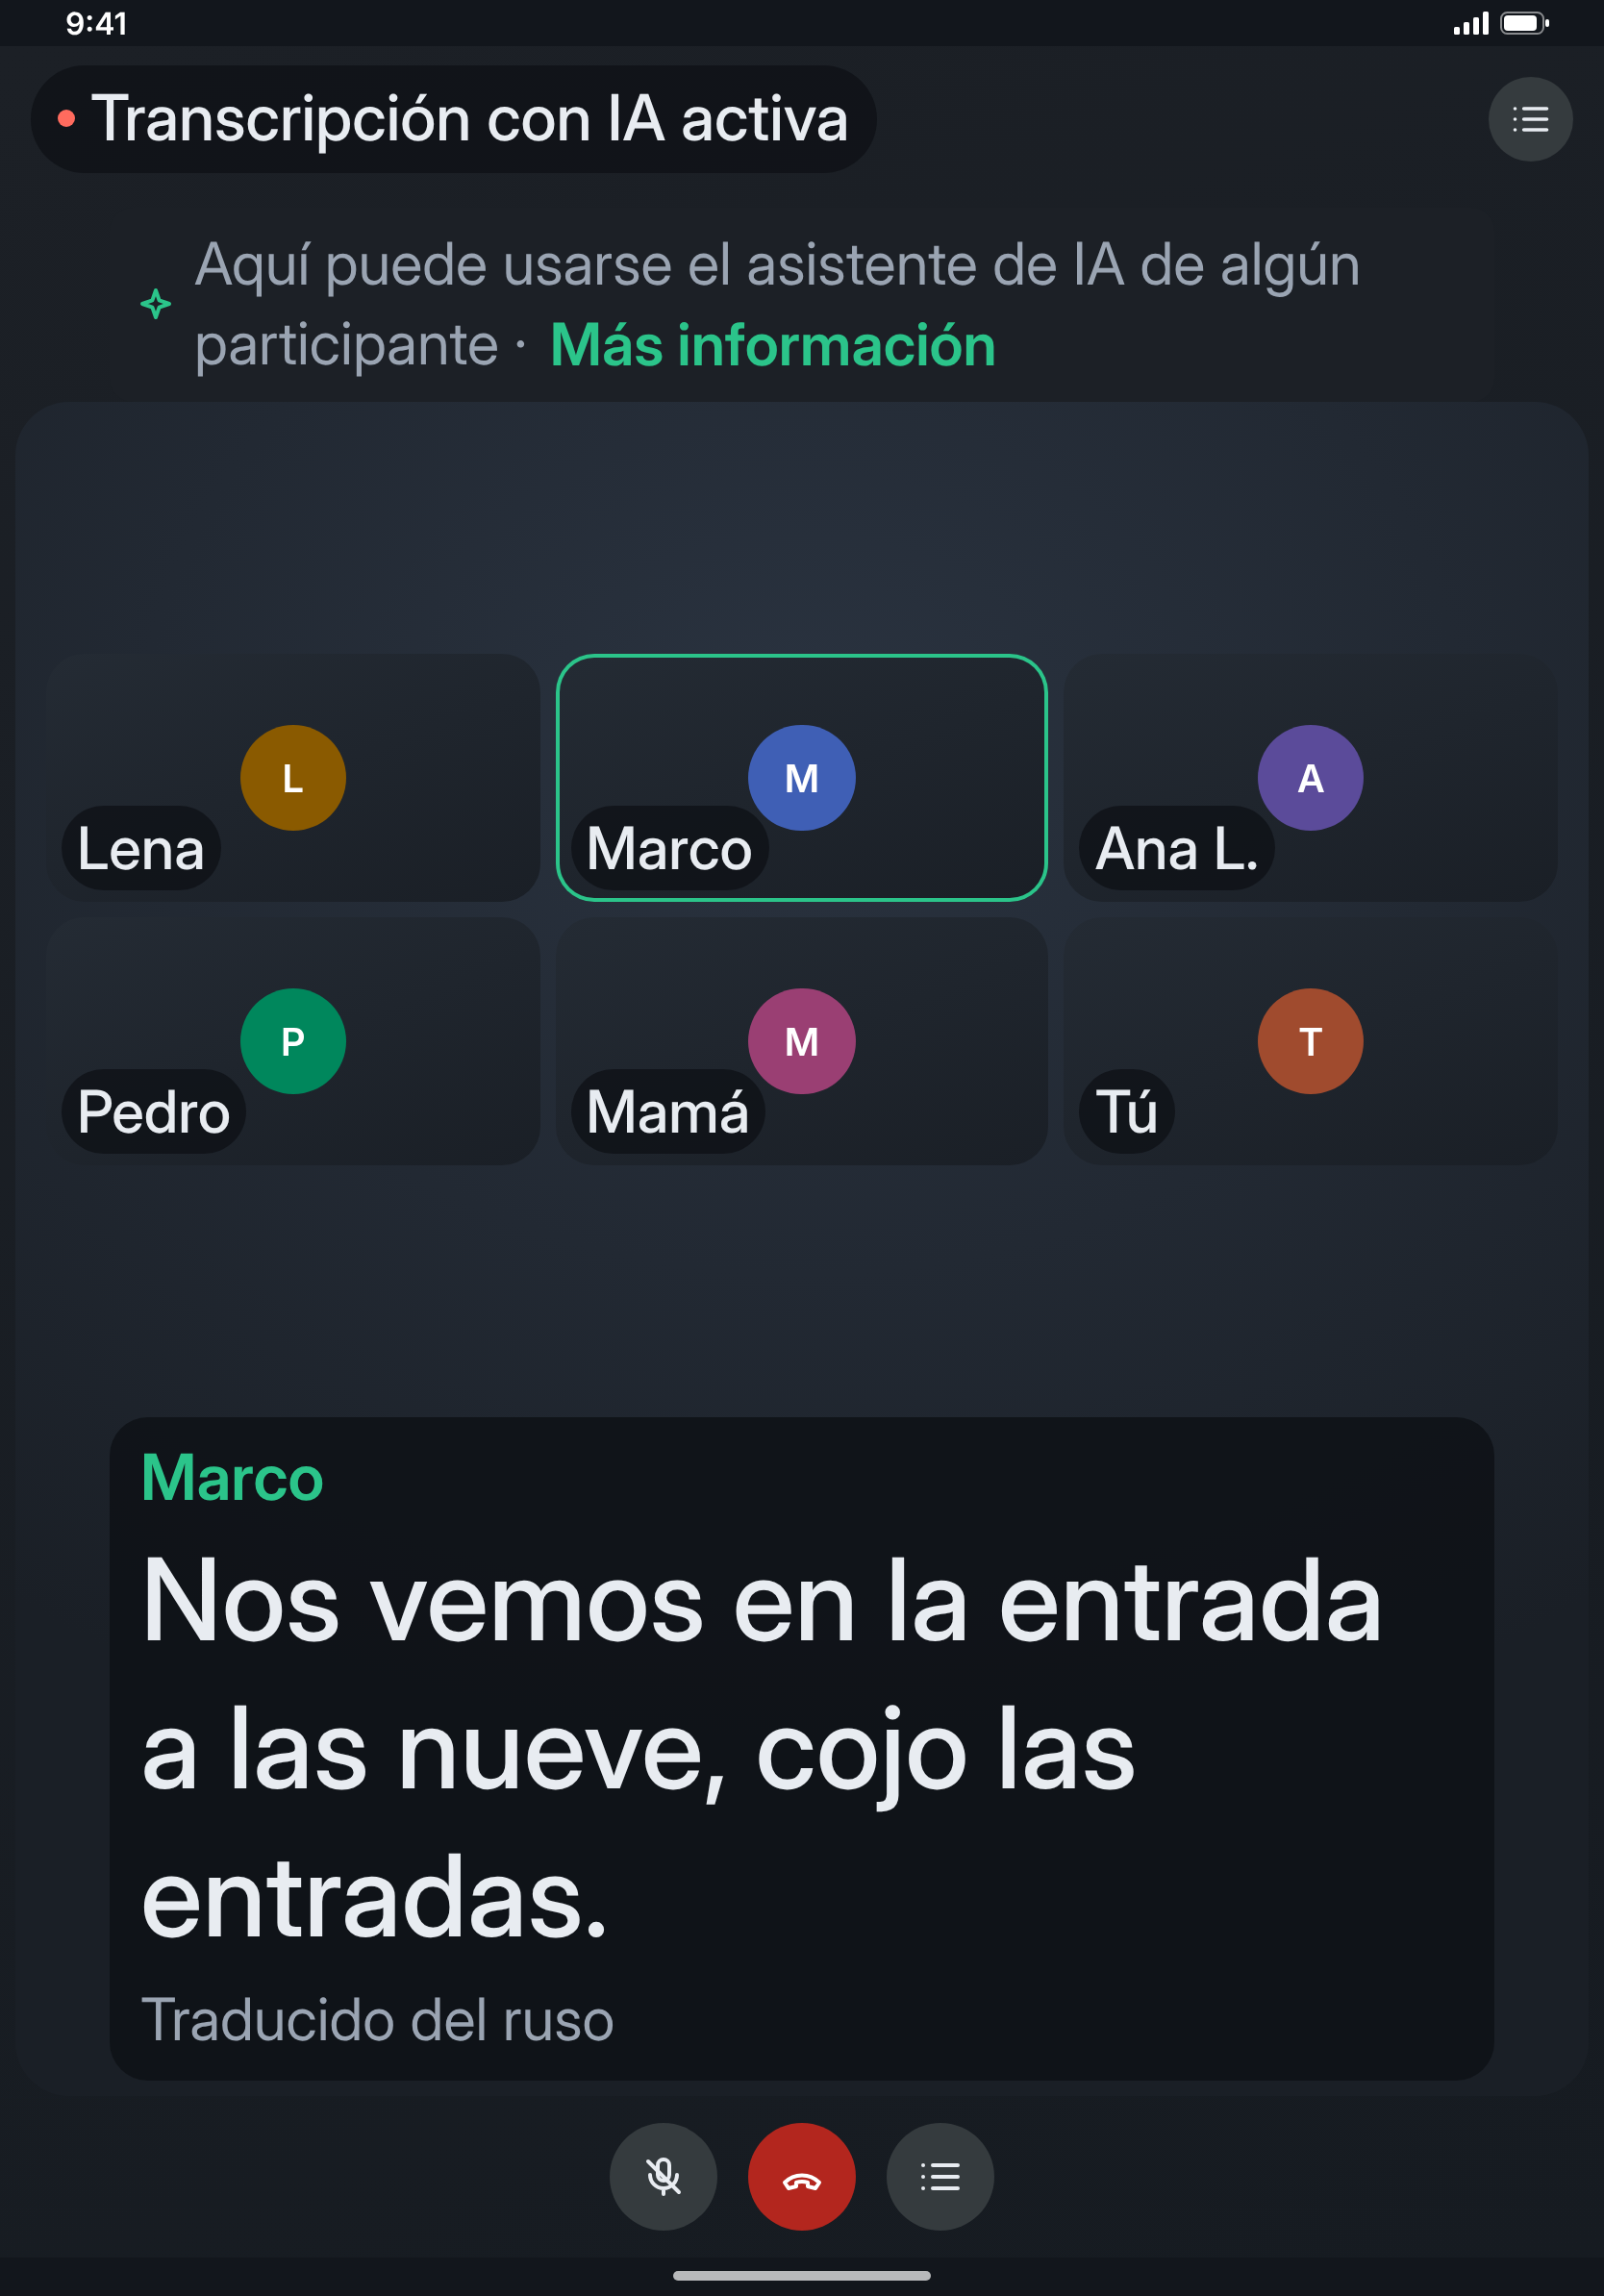 9:41
Transcripción con IA activa
Aquí puede usarse el asistente de IA de algún
participante · Más información
L
Lena
M
Marco
A
Ana L.
P
Pedro
M
Mamá
T
Tú
Marco
Nos vemos en la entrada
a las nueve, cojo las
entradas.
Traducido del ruso